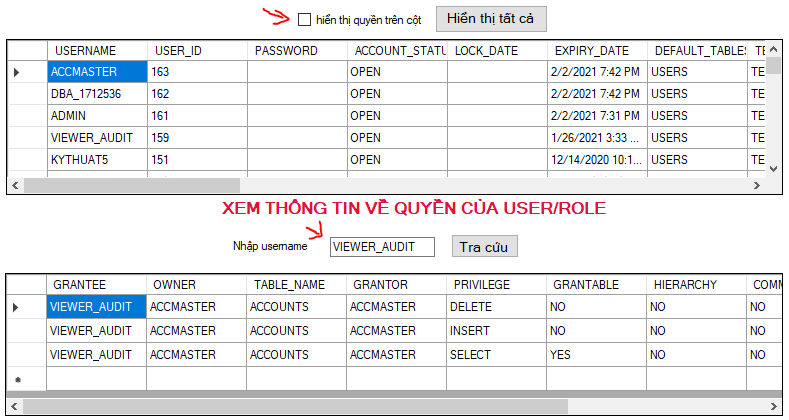 hiển thị quyền trên cột Hiển thị tất cả
USERNAME USER_ID PASSWORD ACCOUNT_STATU LOCK_DATE EXPIRY_DATE DEFAULT_TABLES TE
ACCMASTER 163 OPEN 2/2/2021 7:42 PM USERS TE
DBA_1712536 162 OPEN 2/2/2021 7:42 PM USERS TE
ADMIN 161 OPEN 2/2/2021 7:31 PM USERS TE
VIEWER_AUDIT 159 OPEN 1/26/2021 3:33 ... USERS TE
KYTHUAT5 151 OPEN 12/14/2020 10:1... USERS TE
XEM THÔNG TIN VỀ QUYỀN CỦA USER/ROLE
Nhập username VIEWER_AUDIT Tra cứu
GRANTEE OWNER TABLE_NAME GRANTOR PRIVILEGE GRANTABLE HIERARCHY COMM
VIEWER_AUDIT ACCMASTER ACCOUNTS ACCMASTER DELETE NO NO NO
VIEWER_AUDIT ACCMASTER ACCOUNTS ACCMASTER INSERT NO NO NO
VIEWER_AUDIT ACCMASTER ACCOUNTS ACCMASTER SELECT YES NO NO